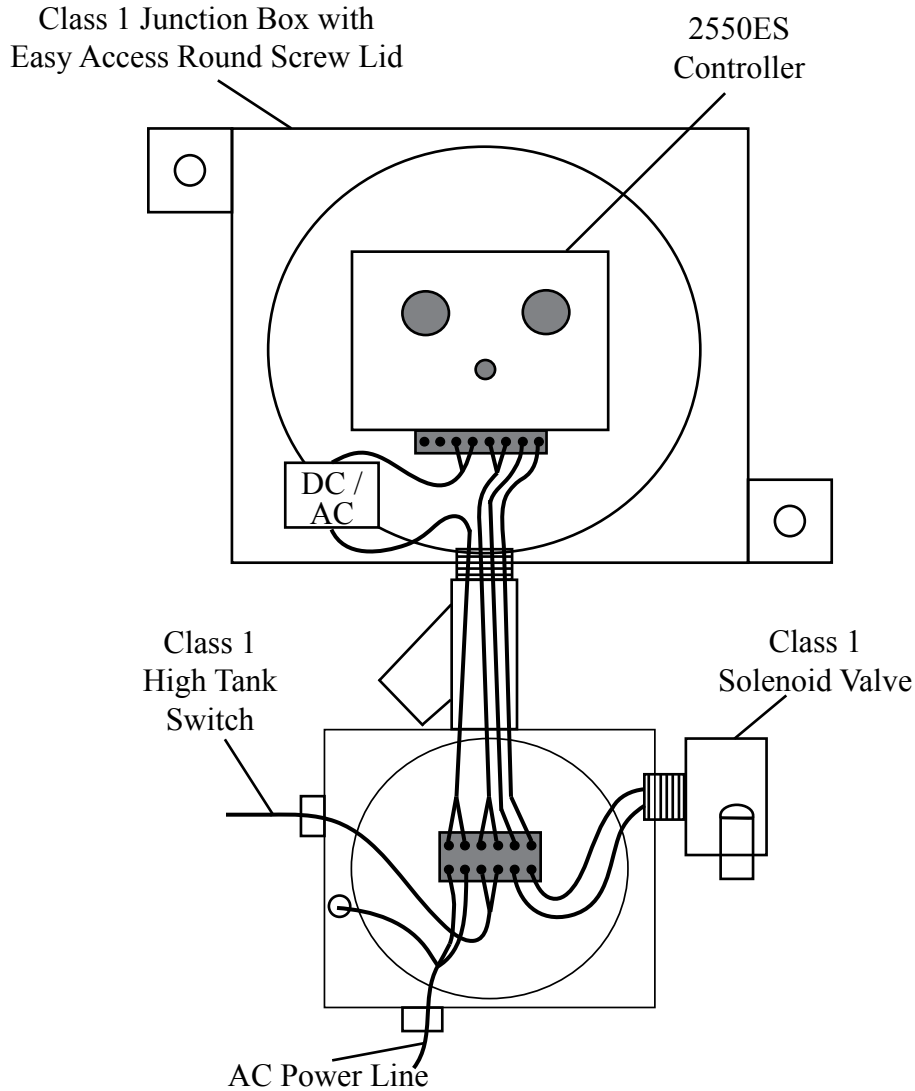 Class 1 Junction Box with
Easy Access Round Screw Lid
2550ES
Controller
DC /
AC
Class 1
High Tank
Switch
Class 1
Solenoid Valve
AC Power Line